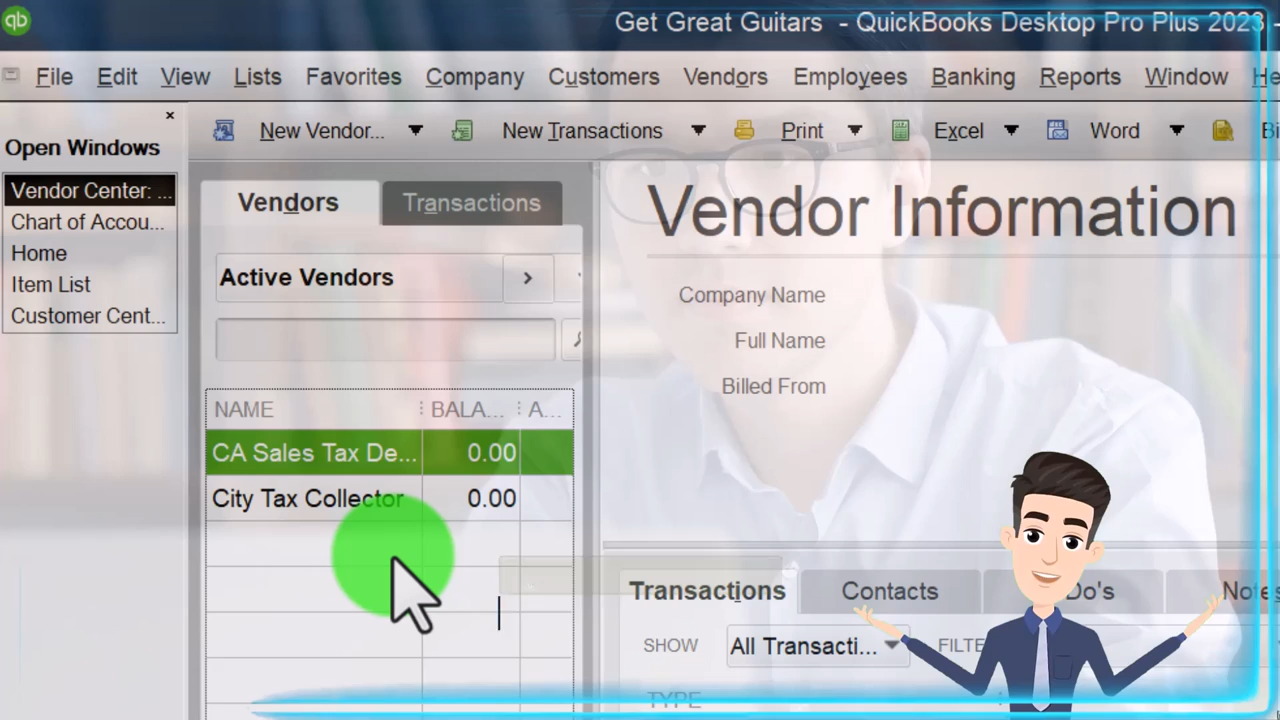 qb
Get Great Guitars - QuickBooks Desktop Pro Plus 2023 -
File Edit View Lists Favorites Company Customers Vendors Employees Banking Reports Window He
New Vendor... New Transactions Print Excel Word Bi
Open Windows
Vendor Center: ...
Chart of Accou...
Home
Item List
Customer Cent...
Vendors Transactions
Active Vendors
NAME BALA... A...
CA Sales Tax De... 0.00
City Tax Collector 0.00
Vendor Information
Company Name
Full Name
Billed From
Transactions Contacts Do's Notes
SHOW All Transacti... FILTE
TYPE